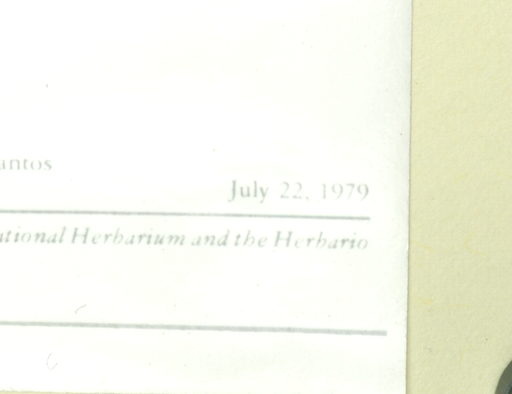 antos
July 22, 1979
ational Herbarium and the Herbario